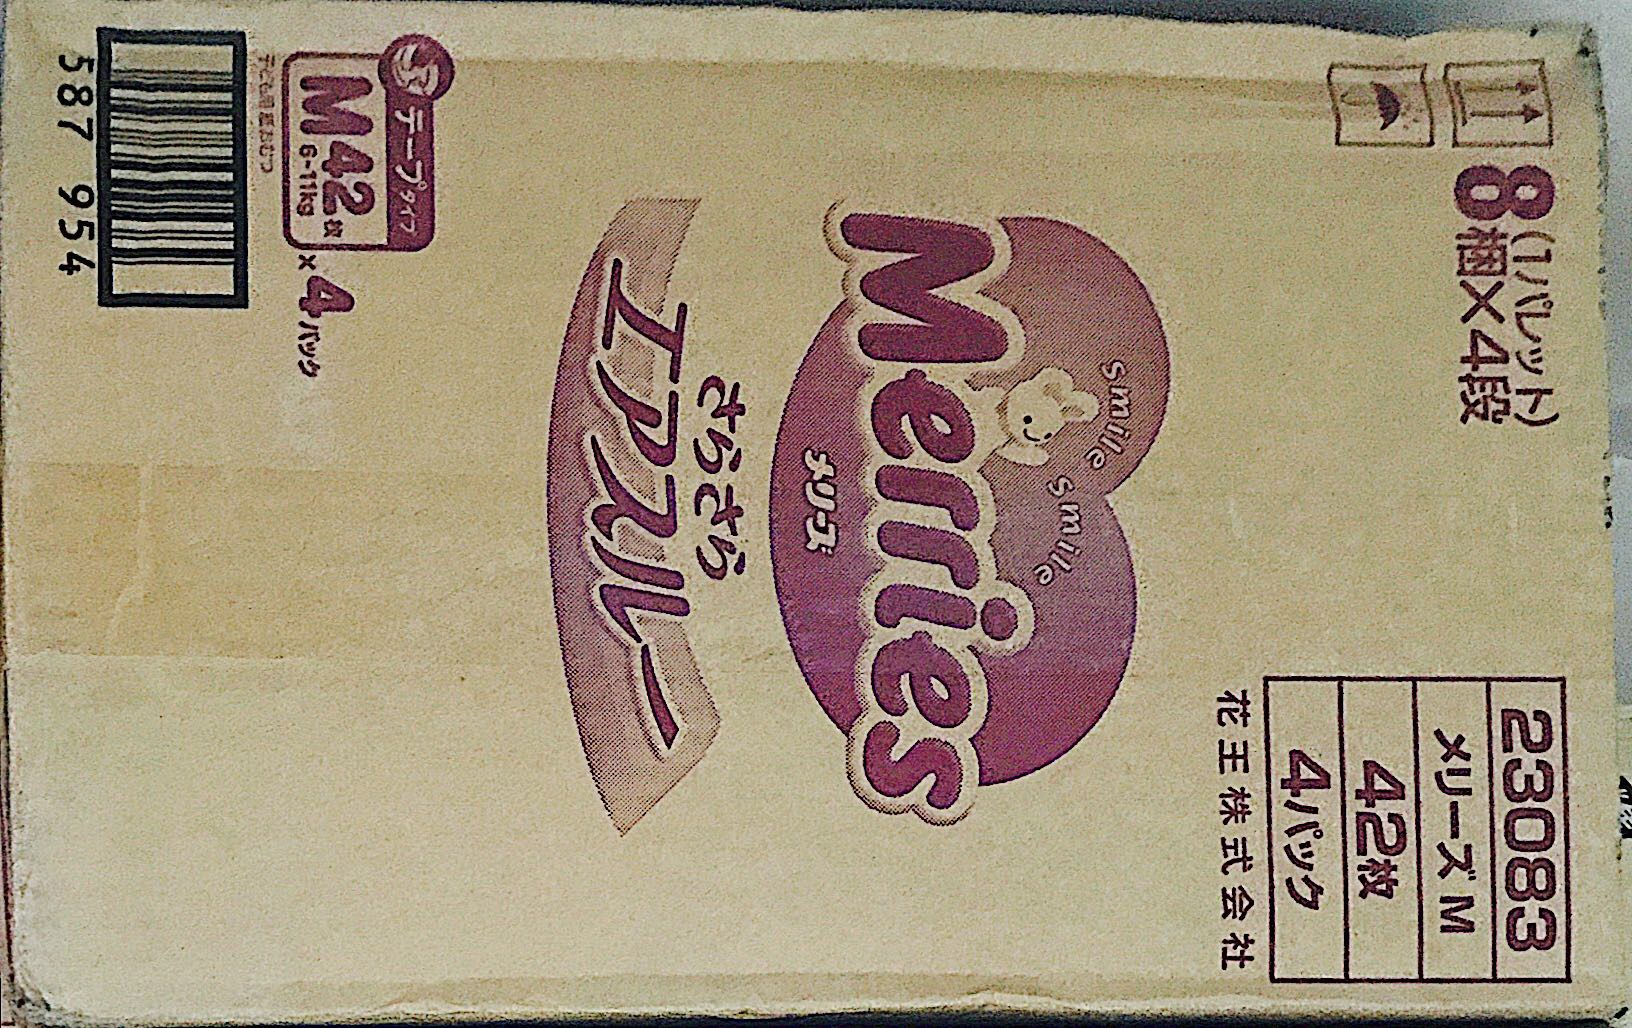 (1パレット)
8梱×4段
23083
メリーズM
42枚
4パック
花王株式会社
smile smile
Merries
メリーズ
さらさら
エアスルー
テープタイプ
M42枚
6-11kg
×4パック
587 954